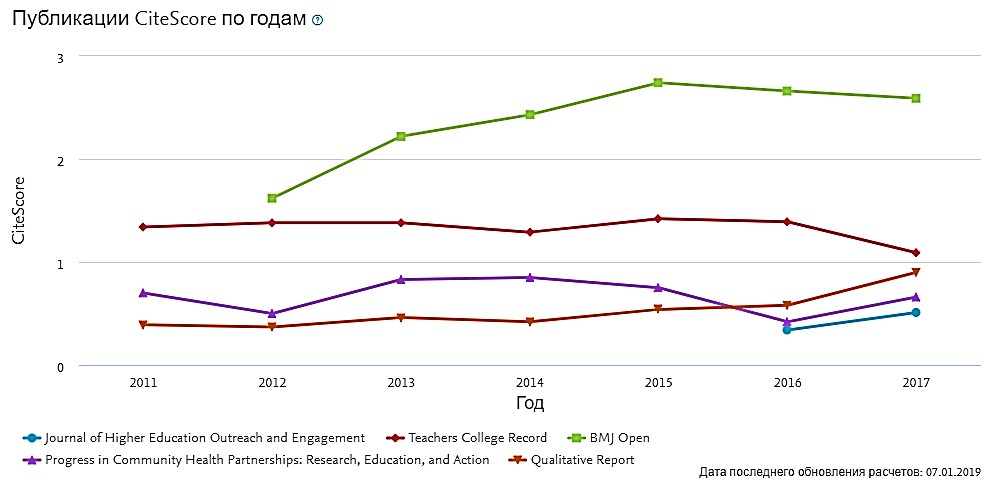 Публикации CiteScore по годам ?
3
2
CiteScore
1
0
2011 2012 2013 2014 2015 2016 2017
Год
Journal of Higher Education Outreach and Engagement Teachers College Record BMJ Open
Progress in Community Health Partnerships: Research, Education, and Action Qualitative Report
Дата последнего обновления расчетов: 07.01.2019